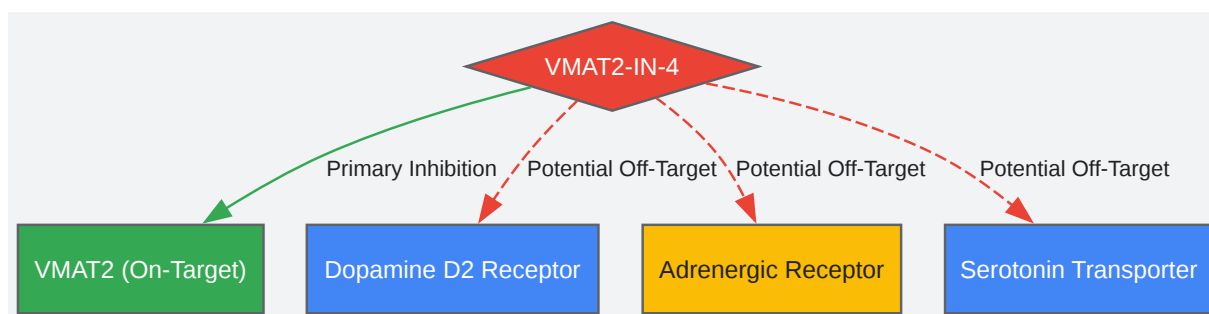 VMAT2-IN-4
Primary Inhibition
Potential Off-Target
Potential Off-Target
Potential Off-Target
VMAT2 (On-Target)
Dopamine D2 Receptor
Adrenergic Receptor
Serotonin Transporter